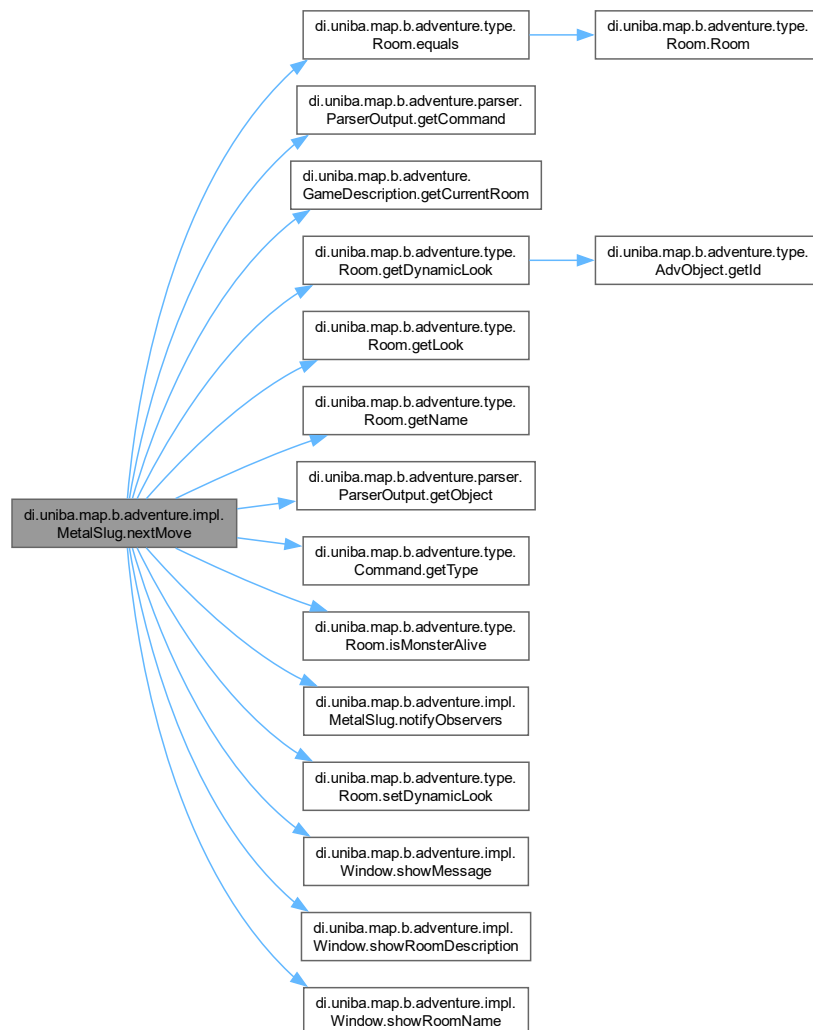 di.uniba.map.b.adventure.type.
Room.equals
di.uniba.map.b.adventure.type.
Room.Room
di.uniba.map.b.adventure.parser.
ParserOutput.getCommand
di.uniba.map.b.adventure.
GameDescription.getCurrentRoom
di.uniba.map.b.adventure.type.
Room.getDynamicLook
di.uniba.map.b.adventure.type.
AdvObject.getId
di.uniba.map.b.adventure.type.
Room.getLook
di.uniba.map.b.adventure.type.
Room.getName
di.uniba.map.b.adventure.parser.
ParserOutput.getObject
di.uniba.map.b.adventure.impl.
MetalSlug.nextMove
di.uniba.map.b.adventure.type.
Command.getType
di.uniba.map.b.adventure.type.
Room.isMonsterAlive
di.uniba.map.b.adventure.impl.
MetalSlug.notifyObservers
di.uniba.map.b.adventure.type.
Room.setDynamicLook
di.uniba.map.b.adventure.impl.
Window.showMessage
di.uniba.map.b.adventure.impl.
Window.showRoomDescription
di.uniba.map.b.adventure.impl.
Window.showRoomName